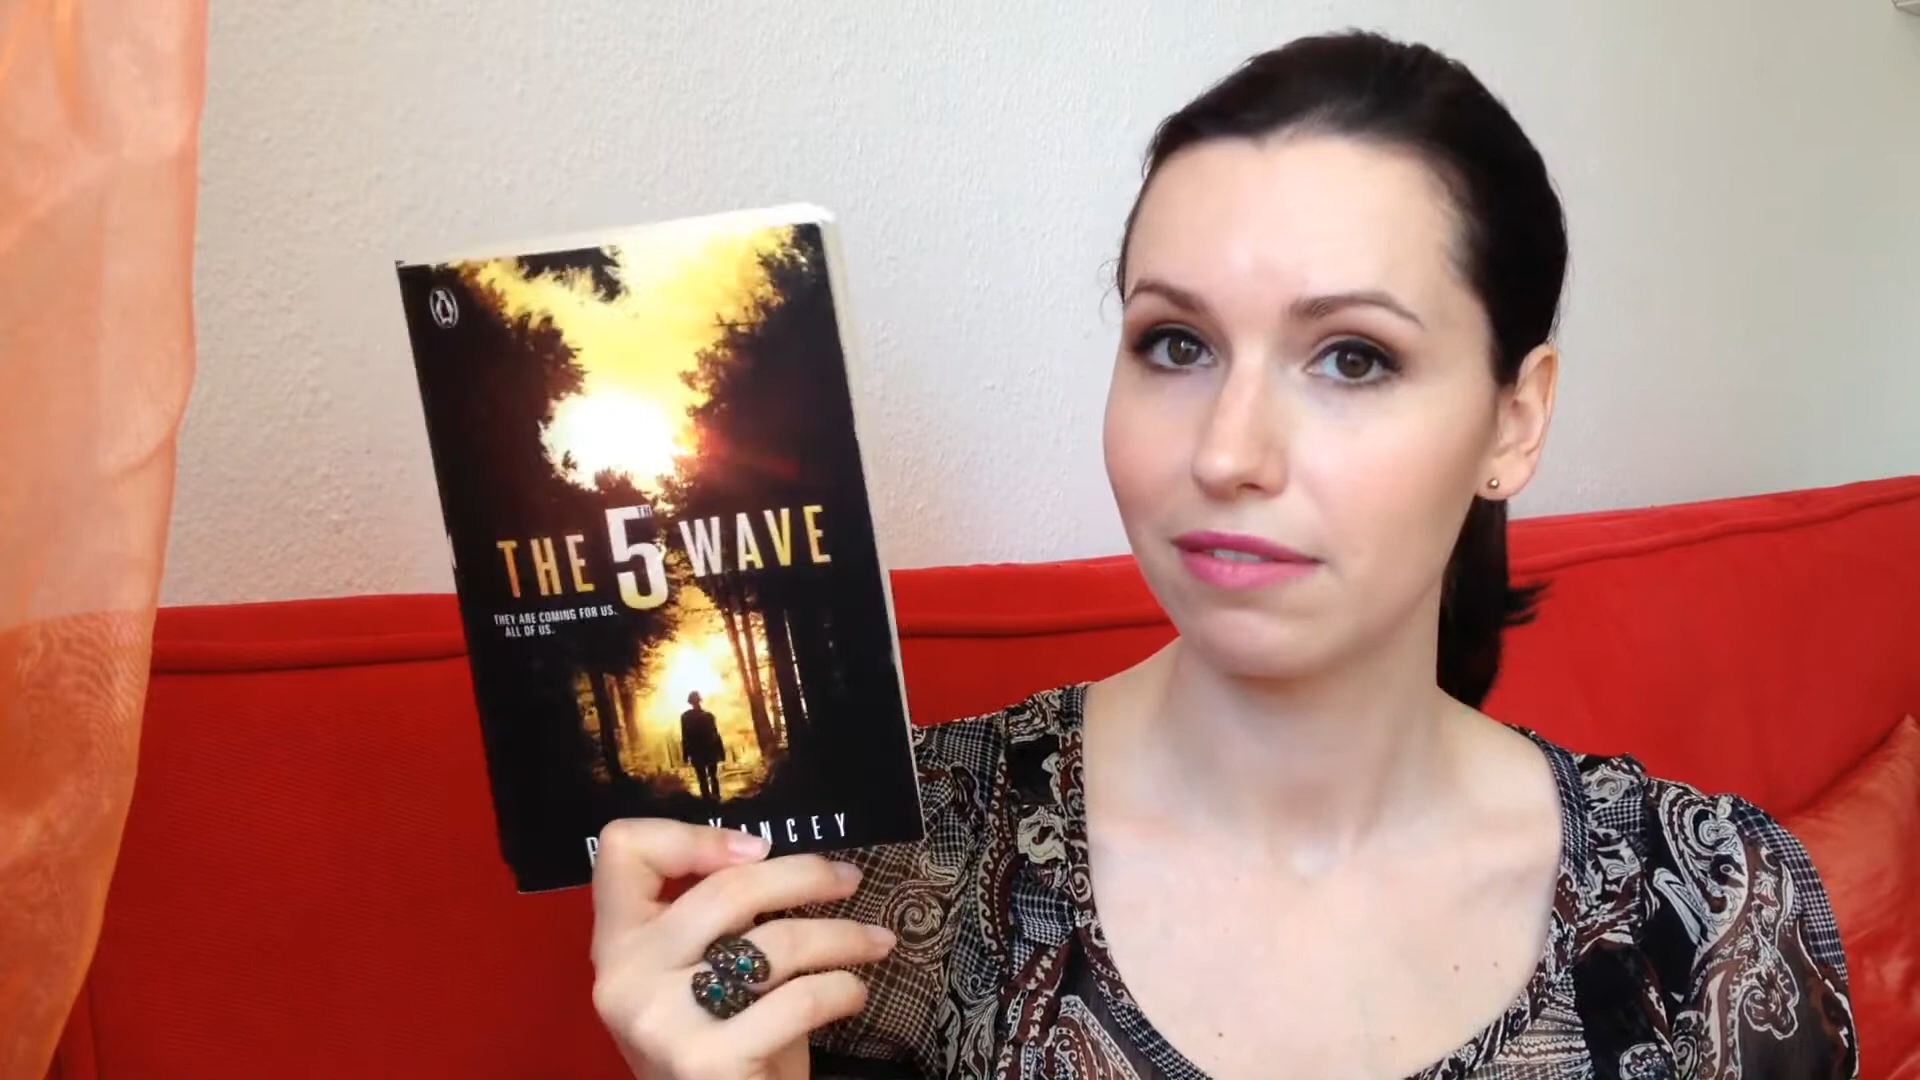 THE 5TH WAVE
THEY ARE COMING FOR US.
ALL OF US.
YANCEY